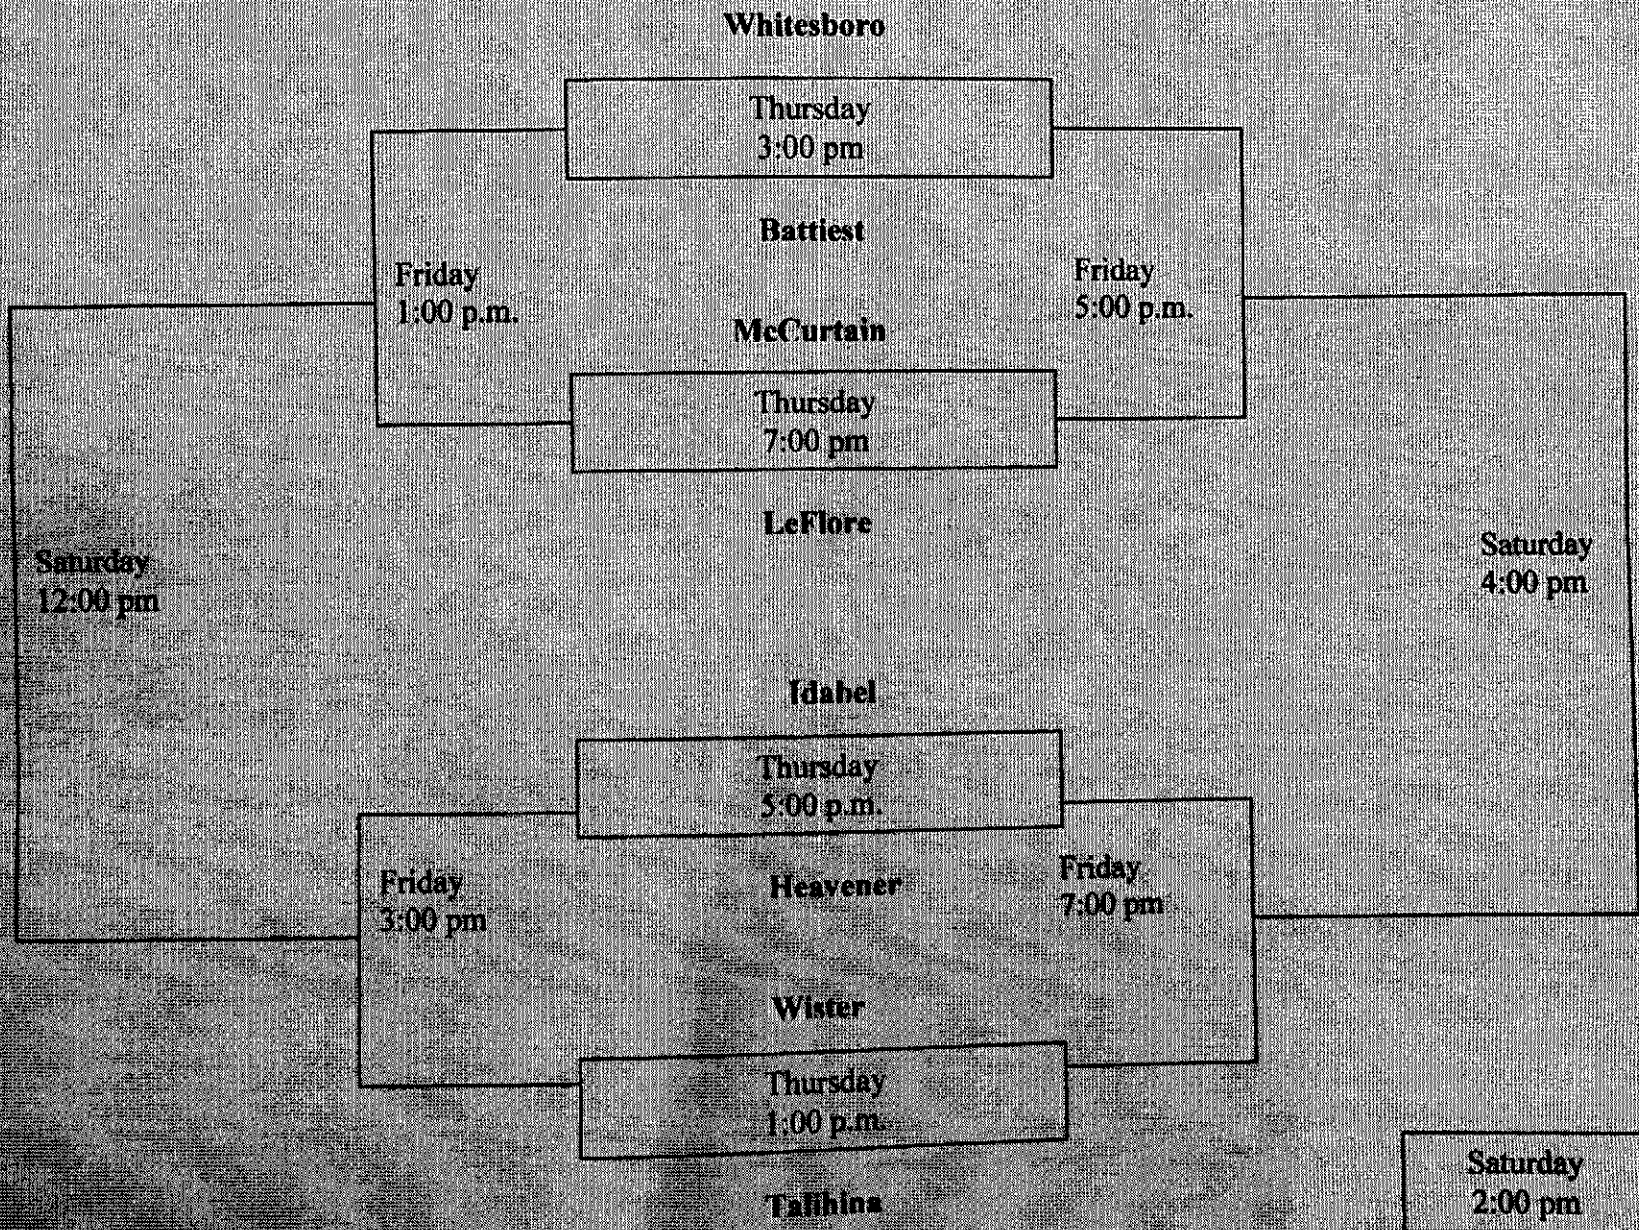 Whitesboro
Thursday
3:00 pm
Battiest
Friday
1:00 p.m.
Friday
5:00 p.m.
McCurtain
Thursday
7:00 pm
LeFlore
Saturday
12:00 pm
Saturday
4:00 pm
Idabel
Thursday
5:00 p.m.
Friday
3:00 pm
Heavener
Friday
7:00 pm
Wister
Thursday
1:00 p.m.
Talihina
Saturday
2:00 pm